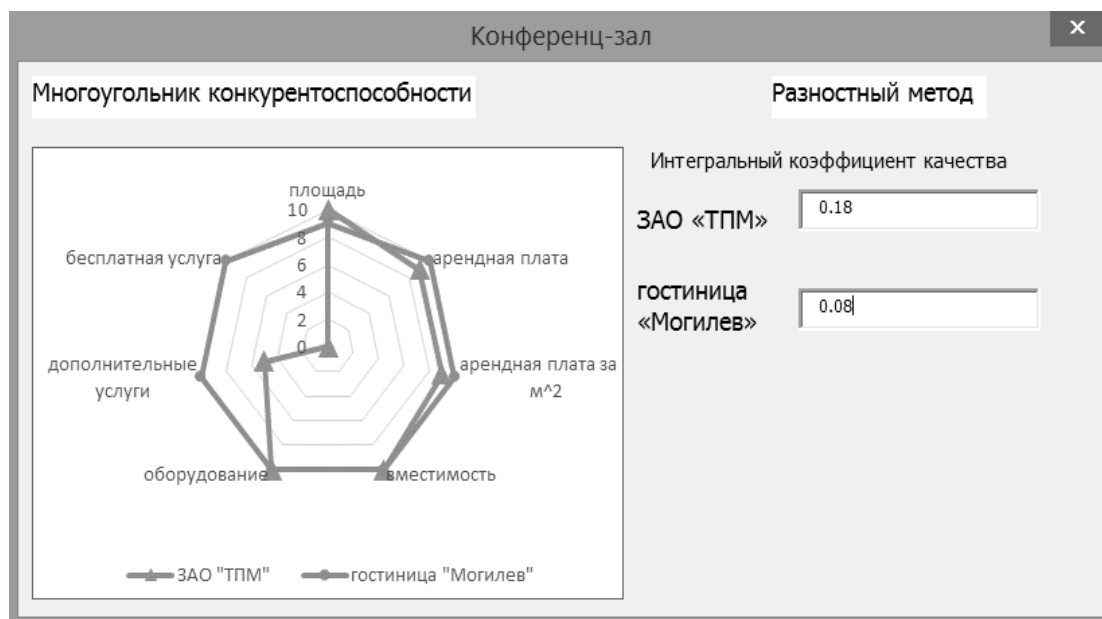 Конференц-зал
x
Многоугольник конкурентоспособности
Разностный метод
площадь
10
8
6
4
2
0
арендная плата
арендная плата за
м^2
вместимость
оборудование
дополнительные
услуги
бесплатная услуга
ЗАО "ТПМ"
гостиница "Могилев"
Интегральный коэффициент качества
ЗАО «ТПМ»
0.18
гостиница
«Могилев»
0.08